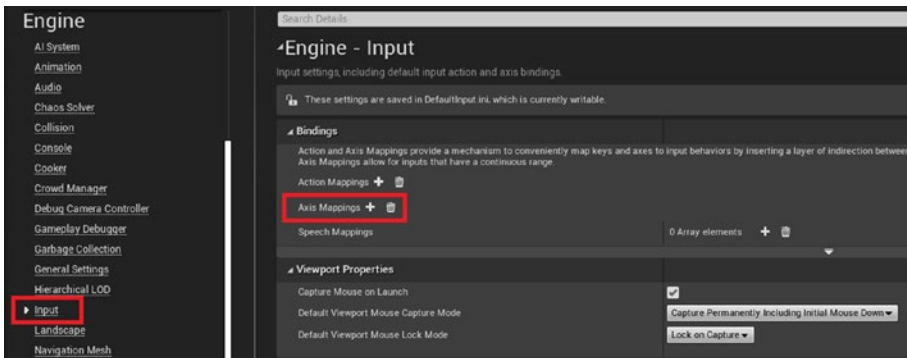 Engine
AI System
Animation
Audio
Chaos Solver
Collision
Console
Cooker
Crowd Manager
Debug Camera Controller
Gameplay Debugger
Garbage Collection
General Settings
Hierarchical LOD
Input
Landscape
Navigation Mesh
Search Details
Engine - Input
Input settings, including default input action and axis bindings.
These settings are saved in DefaultInput.ini, which is currently writable.
Bindings
Action and Axis Mappings provide a mechanism to conveniently map keys and axes to input behaviors by inserting a layer of indirection between
Axis Mappings allow for inputs that have a continuous range.
Action Mappings
Axis Mappings
Speech Mappings 0 Array elements
Viewport Properties
Capture Mouse on Launch
Default Viewport Mouse Capture Mode Capture Permanently Including Initial Mouse Down
Default Viewport Mouse Lock Mode Lock on Capture